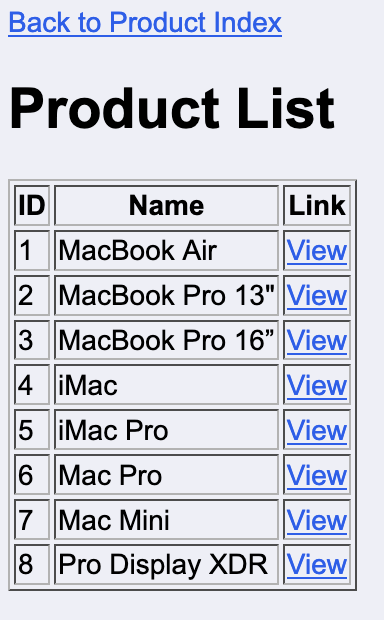 Back to Product Index
Product List
ID Name Link
1 MacBook Air View
2 MacBook Pro 13" View
3 MacBook Pro 16” View
4 iMac View
5 iMac Pro View
6 Mac Pro View
7 Mac Mini View
8 Pro Display XDR View